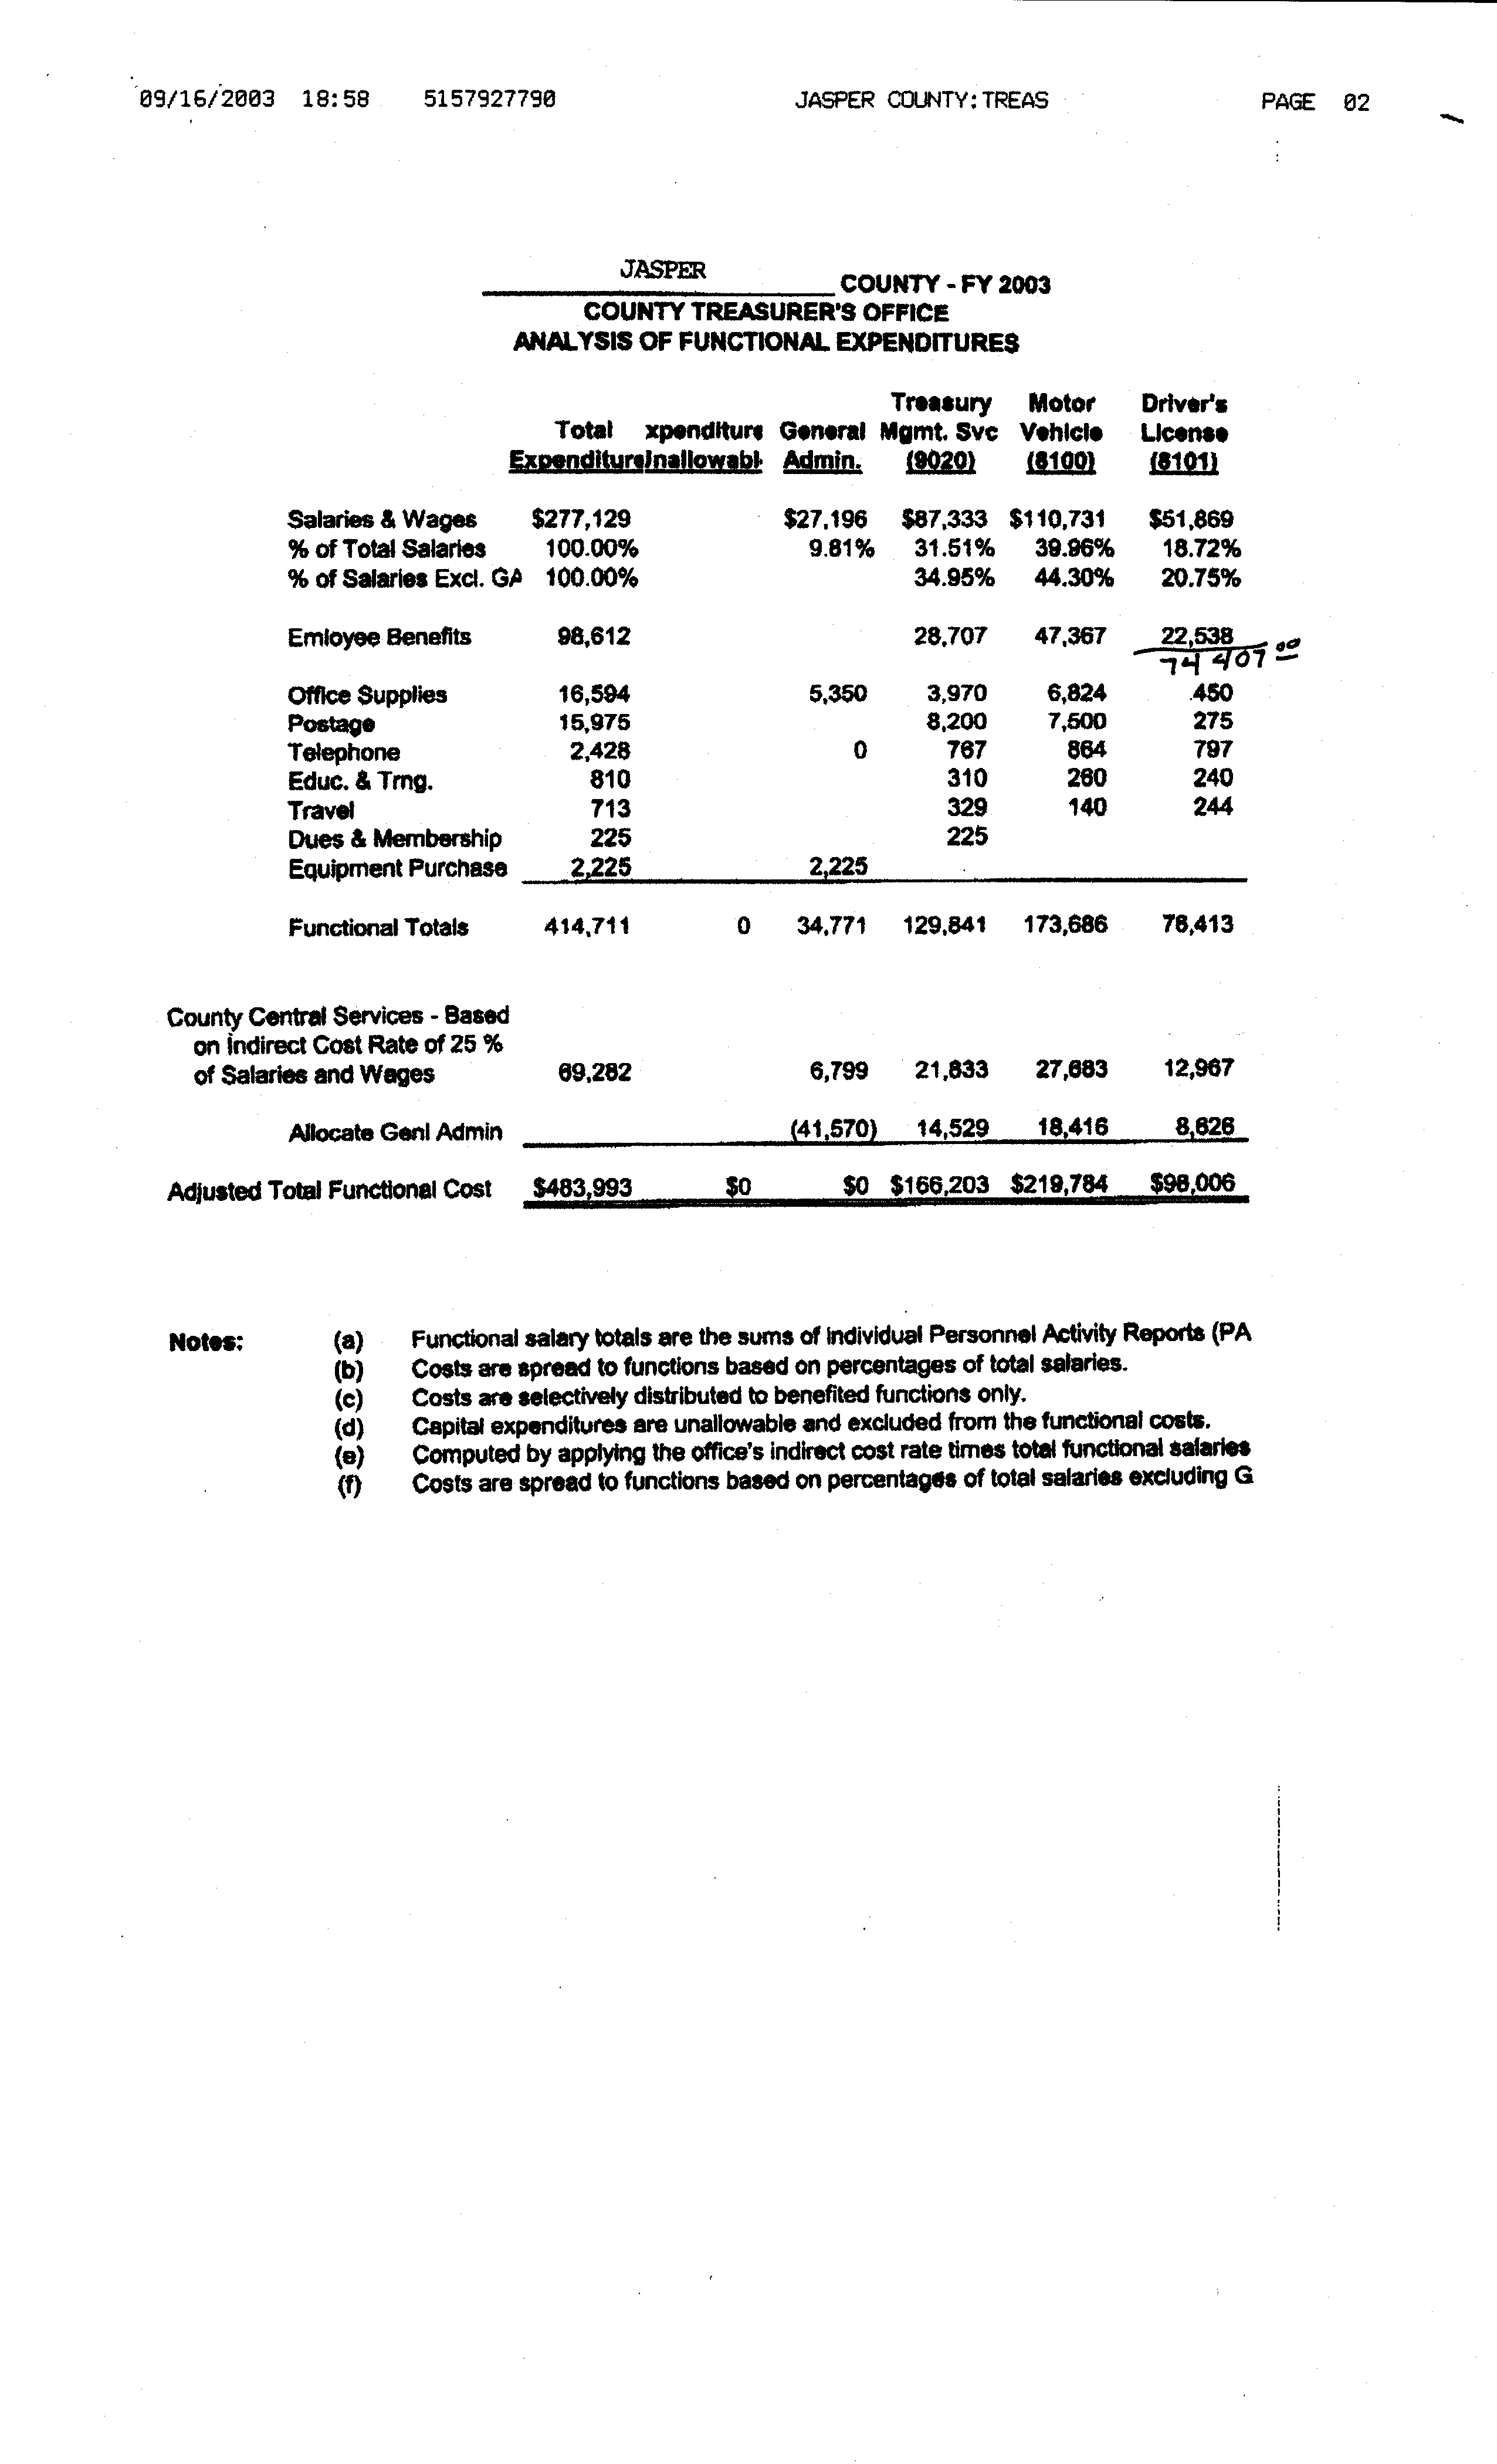 09/16/2003 18:58 5157927790 JASPER COUNTY:TREAS PAGE 02
JASPER COUNTY - FY 2003
COUNTY TREASURER'S OFFICE
ANALYSIS OF FUNCTIONAL EXPENDITURES
Treasury Motor Driver's
Total xpenditure General Mgmt. Svc Vehicle License
Expenditure Inallowabl Admin. (9020) (8100) (8101)
Salaries & Wages $277,129 $27,196 $87,333 $110,731 $51,869
% of Total Salaries 100.00% 9.81% 31.51% 39.96% 18.72%
% of Salaries Excl. GA 100.00% 34.95% 44.30% 20.75%
Emloyee Benefits 98,612 28,707 47,367 22,538
74 407 00
Office Supplies 16,594 5,350 3,970 6,824 450
Postage 15,975 8,200 7,500 275
Telephone 2,428 0 767 864 797
Educ. & Trng. 810 310 260 240
Travel 713 329 140 244
Dues & Membership 225 225
Equipment Purchase 2,225 2,225
Functional Totals 414,711 0 34,771 129,841 173,686 76,413
County Central Services - Based
on Indirect Cost Rate of 25 %
of Salaries and Wages 69,282 6,799 21,833 27,683 12,967
Allocate Genl Admin (41,570) 14,529 18,416 8,626
Adjusted Total Functional Cost $483,993 $0 $0 $166,203 $219,784 $98,006
Notes: (a) Functional salary totals are the sums of individual Personnel Activity Reports (PA
(b) Costs are spread to functions based on percentages of total salaries.
(c) Costs are selectively distributed to benefited functions only.
(d) Capital expenditures are unallowable and excluded from the functional costs.
(e) Computed by applying the office's indirect cost rate times total functional salaries
(f) Costs are spread to functions based on percentages of total salaries excluding G